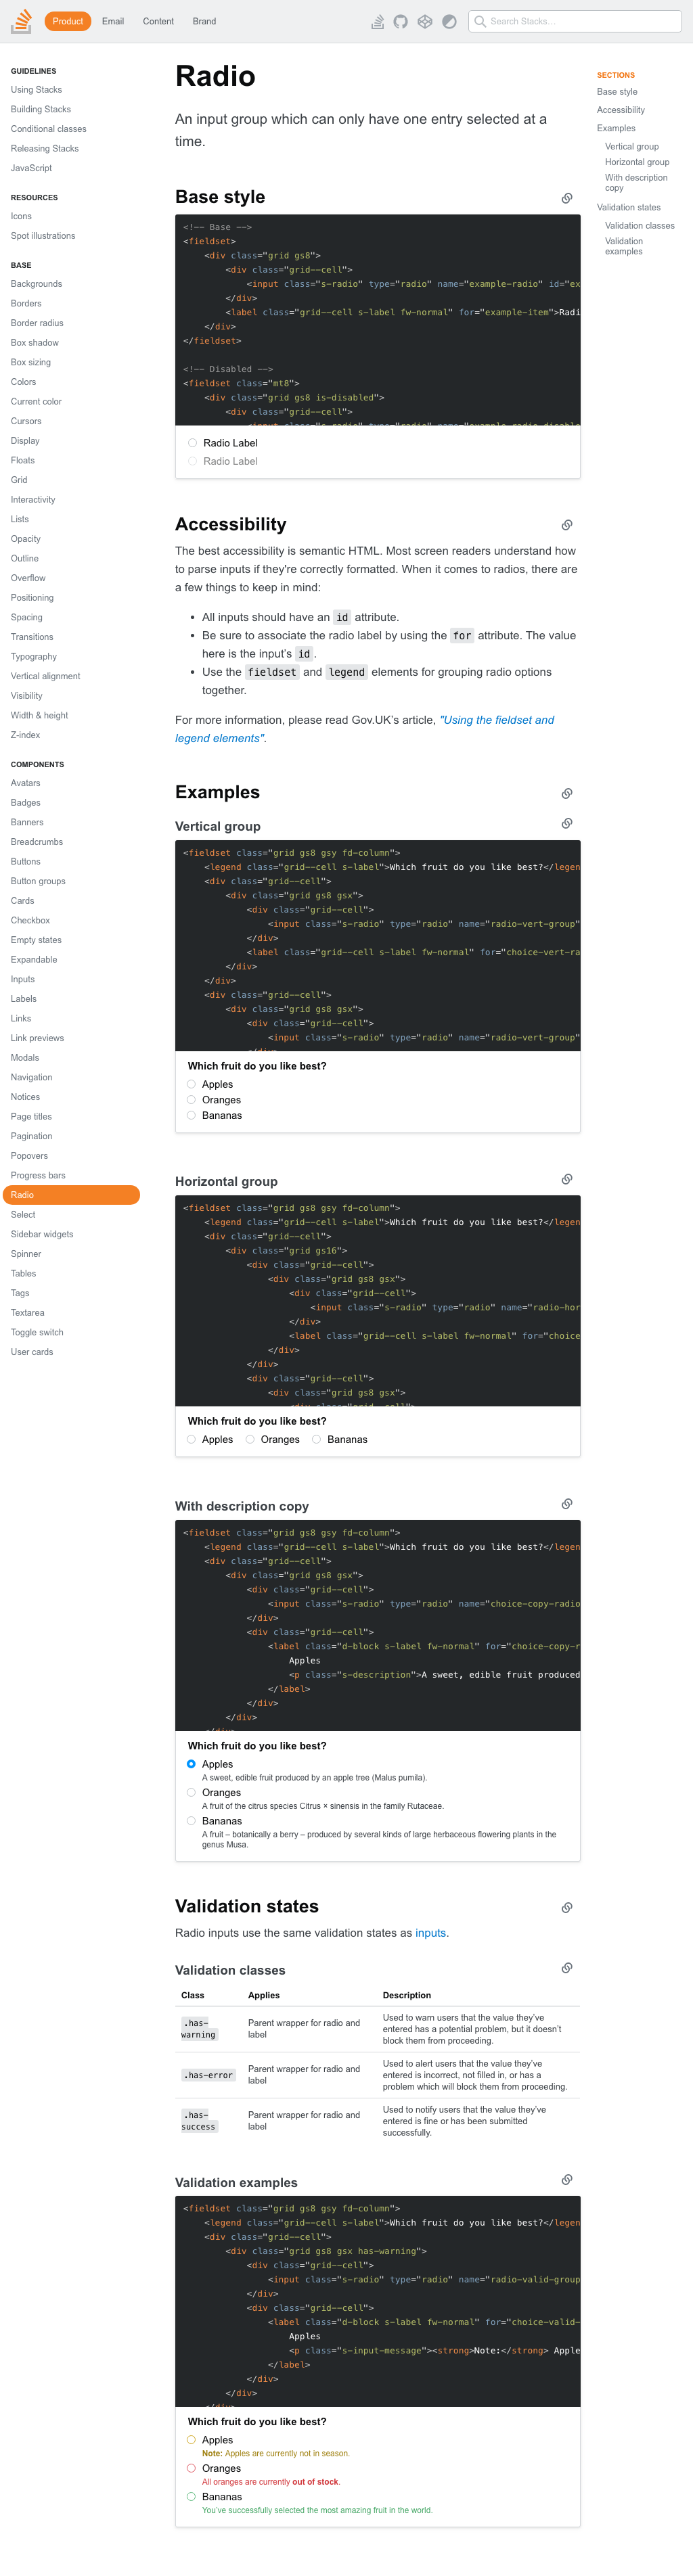 Product
Email
Content
Brand
Search Stacks…
GUIDELINES
Using Stacks
Building Stacks
Conditional classes
Releasing Stacks
JavaScript
RESOURCES
Icons
Spot illustrations
BASE
Backgrounds
Borders
Border radius
Box shadow
Box sizing
Colors
Current color
Cursors
Display
Floats
Grid
Interactivity
Lists
Opacity
Outline
Overflow
Positioning
Spacing
Transitions
Typography
Vertical alignment
Visibility
Width & height
Z-index
COMPONENTS
Avatars
Badges
Banners
Breadcrumbs
Buttons
Button groups
Cards
Checkbox
Empty states
Expandable
Inputs
Labels
Links
Link previews
Modals
Navigation
Notices
Page titles
Pagination
Popovers
Progress bars
Radio
Select
Sidebar widgets
Spinner
Tables
Tags
Textarea
Toggle switch
User cards
Radio
An input group which can only have one entry selected at a
time.
Base style
<!-- Base -->
<fieldset>
<div class="grid gs8">
<div class="grid--cell">
<input class="s-radio" type="radio" name="example-radio" id="ex
</div>
<label class="grid--cell s-label fw-normal" for="example-item">Radi
</div>
</fieldset>
<!-- Disabled -->
<fieldset class="mt8">
<div class="grid gs8 is-disabled">
<div class="grid--cell">
Radio Label
Radio Label
Accessibility
The best accessibility is semantic HTML. Most screen readers understand how
to parse inputs if they're correctly formatted. When it comes to radios, there are
a few things to keep in mind:
• All inputs should have an id attribute.
• Be sure to associate the radio label by using the for attribute. The value
here is the input's id.
• Use the fieldset and legend elements for grouping radio options
together.
For more information, please read Gov.UK's article, "Using the fieldset and
legend elements".
Examples
Vertical group
<fieldset class="grid gs8 gsy fd-column">
<legend class="grid--cell s-label">Which fruit do you like best?</legen
<div class="grid--cell">
<div class="grid gs8 gsx">
<div class="grid--cell">
<input class="s-radio" type="radio" name="radio-vert-group"
</div>
<label class="grid--cell s-label fw-normal" for="choice-vert-ra
</div>
</div>
<div class="grid--cell">
<div class="grid gs8 gsx">
<div class="grid--cell">
<input class="s-radio" type="radio" name="radio-vert-group"
Which fruit do you like best?
Apples
Oranges
Bananas
Horizontal group
<fieldset class="grid gs8 gsy fd-column">
<legend class="grid--cell s-label">Which fruit do you like best?</legen
<div class="grid--cell">
<div class="grid gs16">
<div class="grid--cell">
<div class="grid gs8 gsx">
<div class="grid--cell">
<input class="s-radio" type="radio" name="radio-hor
</div>
<label class="grid--cell s-label fw-normal" for="choice
</div>
</div>
<div class="grid--cell">
<div class="grid gs8 gsx">
Which fruit do you like best?
Apples Oranges Bananas
With description copy
<fieldset class="grid gs8 gsy fd-column">
<legend class="grid--cell s-label">Which fruit do you like best?</legen
<div class="grid--cell">
<div class="grid gs8 gsx">
<div class="grid--cell">
<input class="s-radio" type="radio" name="choice-copy-radio
</div>
<div class="grid--cell">
<label class="d-block s-label fw-normal" for="choice-copy-r
Apples
<p class="s-description">A sweet, edible fruit produced
</label>
</div>
</div>
Which fruit do you like best?
Apples
A sweet, edible fruit produced by an apple tree (Malus pumila).
Oranges
A fruit of the citrus species Citrus × sinensis in the family Rutaceae.
Bananas
A fruit – botanically a berry – produced by several kinds of large herbaceous flowering plants in the
genus Musa.
Validation states
Radio inputs use the same validation states as inputs.
Validation classes
Class Applies Description
.has-
warning
Parent wrapper for radio and
label
Used to warn users that the value they've
entered has a potential problem, but it doesn't
block them from proceeding.
.has-error
Parent wrapper for radio and
label
Used to alert users that the value they've
entered is incorrect, not filled in, or has a
problem which will block them from proceeding.
.has-
success
Parent wrapper for radio and
label
Used to notify users that the value they've
entered is fine or has been submitted
successfully.
Validation examples
<fieldset class="grid gs8 gsy fd-column">
<legend class="grid--cell s-label">Which fruit do you like best?</legen
<div class="grid--cell">
<div class="grid gs8 gsx has-warning">
<div class="grid--cell">
<input class="s-radio" type="radio" name="radio-valid-group
</div>
<div class="grid--cell">
<label class="d-block s-label fw-normal" for="choice-valid-
Apples
<p class="s-input-message"><strong>Note:</strong> Apple
</label>
</div>
</div>
Which fruit do you like best?
Apples
Note: Apples are currently not in season.
Oranges
All oranges are currently out of stock.
Bananas
You've successfully selected the most amazing fruit in the world.
SECTIONS
Base style
Accessibility
Examples
Vertical group
Horizontal group
With description
copy
Validation states
Validation classes
Validation
examples